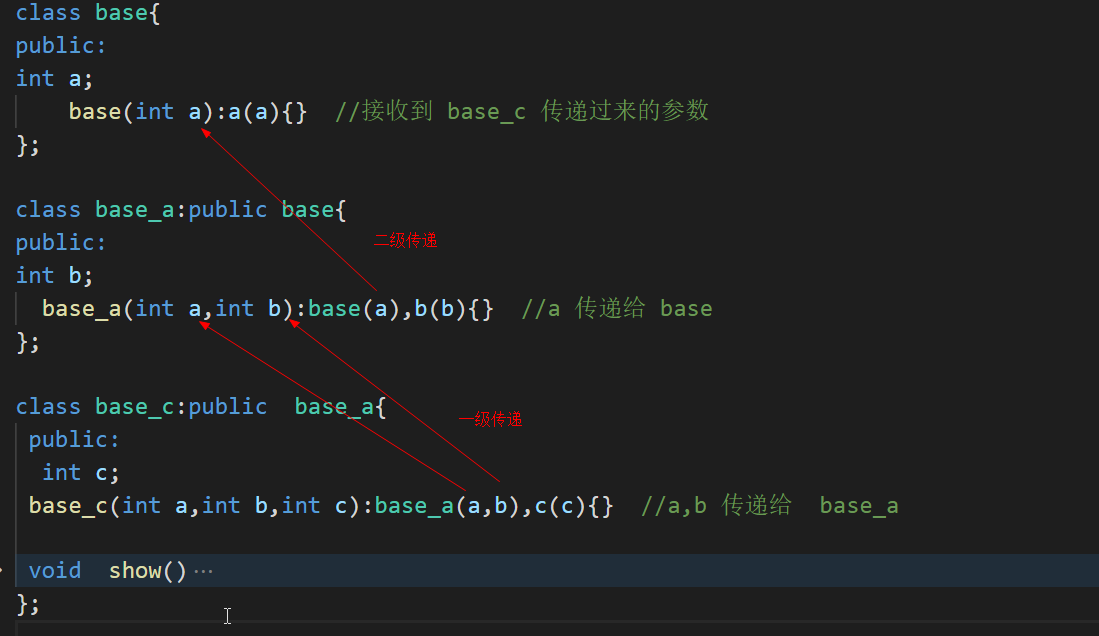 class base{
public:
int a;
    base(int a):a(a){}  //接收到 base_c 传递过来的参数
};
class base_a:public base{
public:
二级传递
int b;
  base_a(int a,int b):base(a),b(b){}  //a 传递给 base
};
class base_c:public  base_a{
一级传递
 public:
  int c;
 base_c(int a,int b,int c):base_a(a,b),c(c){}  //a,b 传递给  base_a
 void  show()···
};